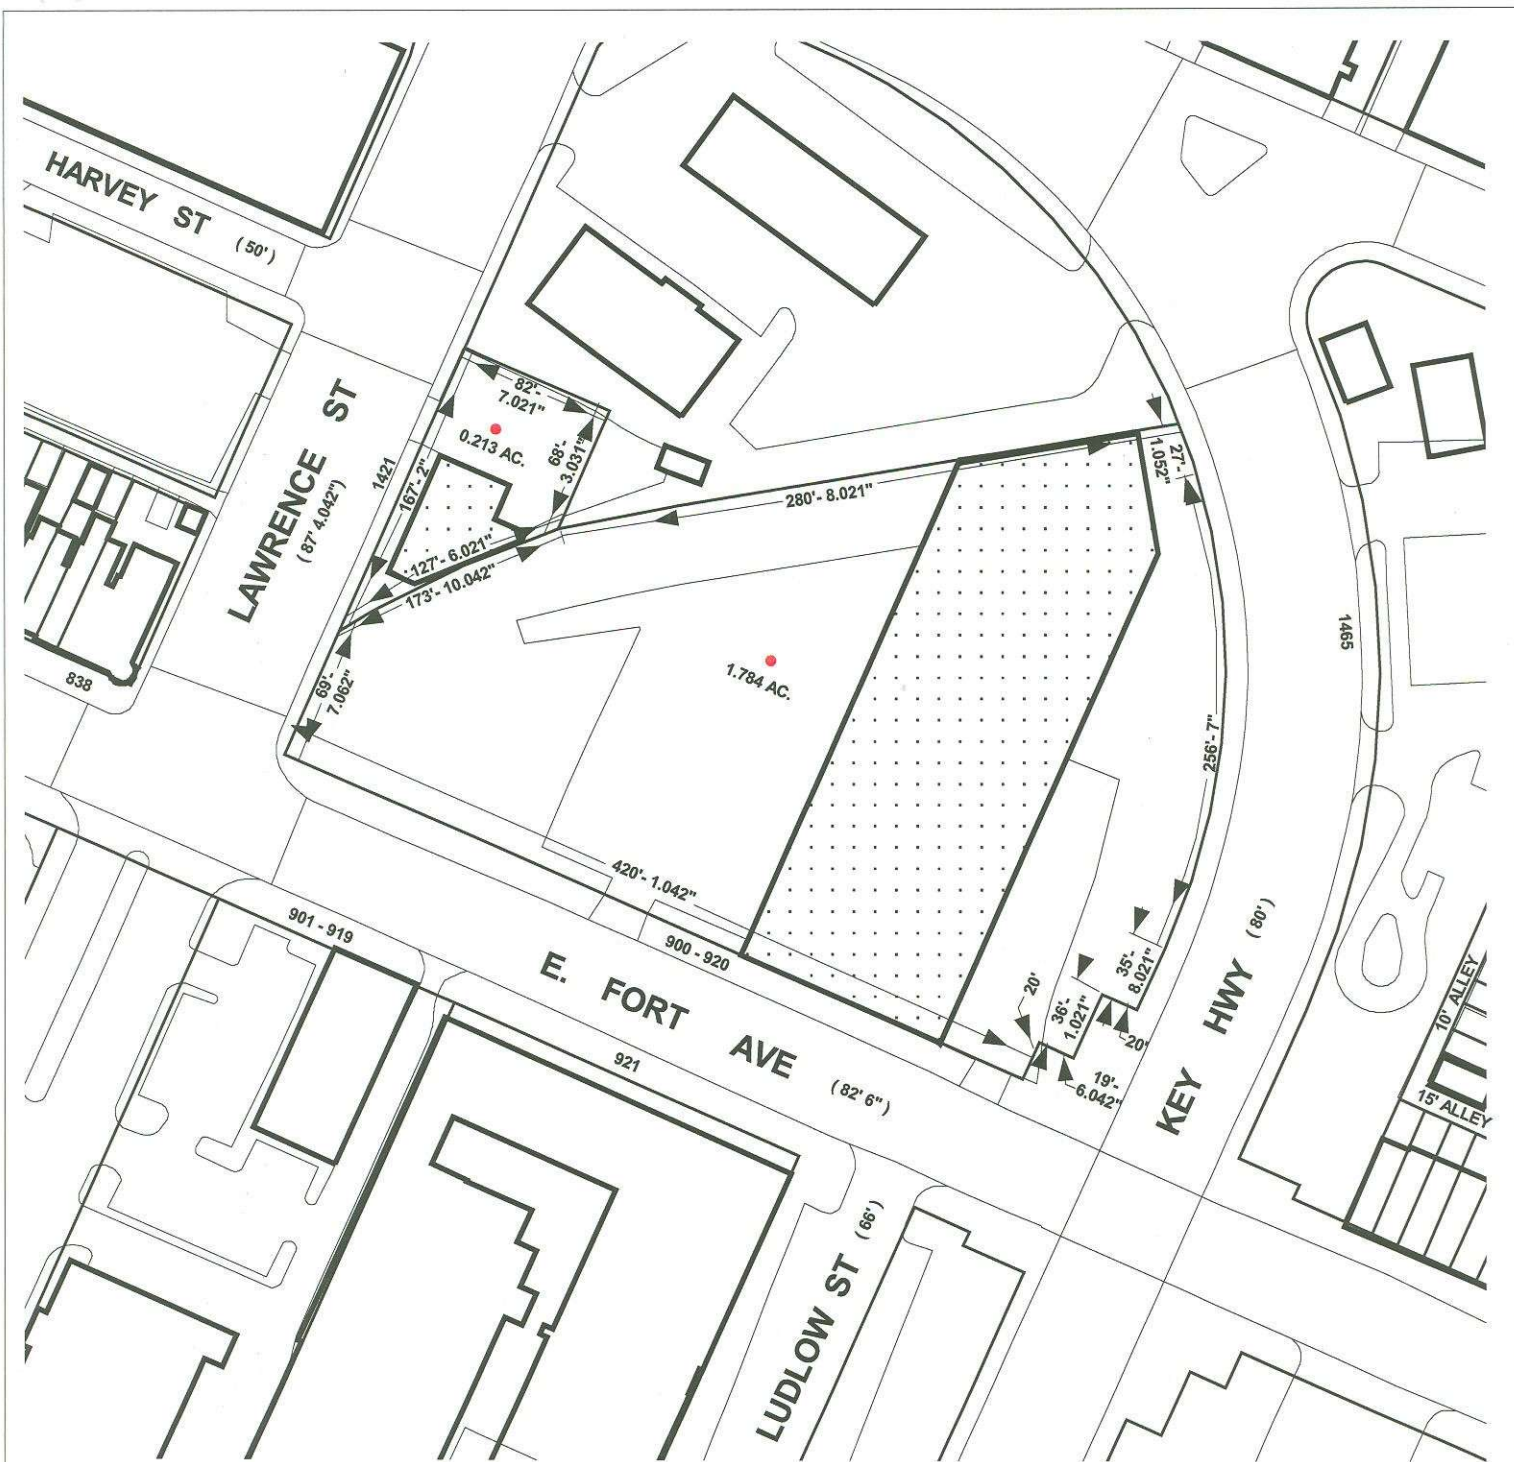 HARVEY ST
( 50' )
LAWRENCE ST
( 87' 4.042")
1421
167'- 2"
82'-
7.021"
0.213 AC.
68'-
3.031"
127'- 6.021"
173'- 10.042"
280'- 8.021"
27'-
1.052"
69'-
7.062"
1.784 AC.
838
1465
256'- 7"
420'- 1.042"
901 - 919
900 - 920
E. FORT AVE
( 82' 6")
921
20'
36'-
1.021"
35'-
8.021"
20'
19'-
6.042"
KEY HWY ( 80')
10' ALLEY
15' ALLEY
LUDLOW ST ( 66')